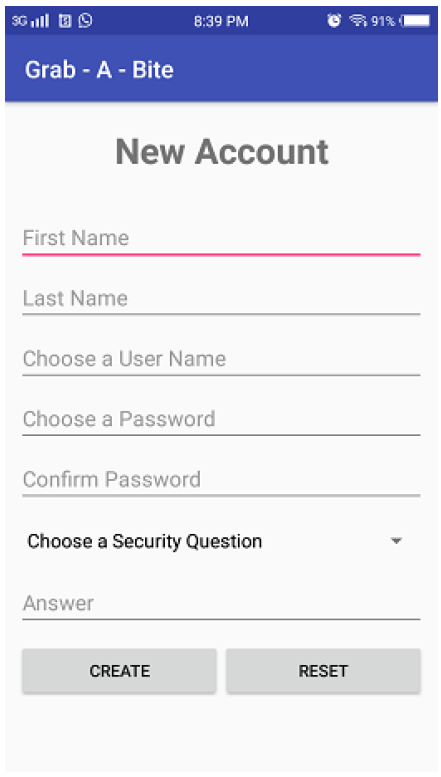 3G 8:39 PM 91%
Grab - A - Bite
New Account
First Name
Last Name
Choose a User Name
Choose a Password
Confirm Password
Choose a Security Question
Answer
CREATE RESET